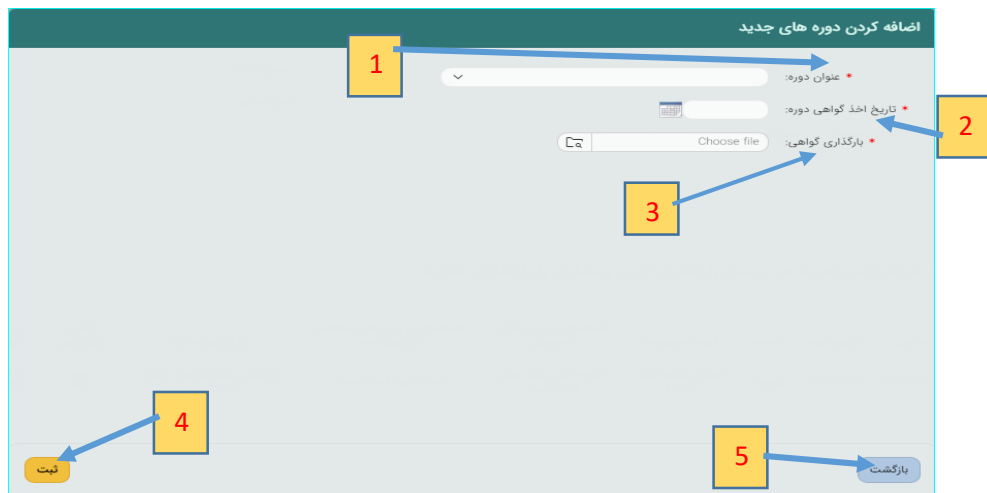 اضافه کردن دوره های جدید
1
* عنوان دوره:
* تاریخ اخذ گواهی دوره:
2
* بارگذاری گواهی: Choose file
3
4
5
بازگشت
ثبت